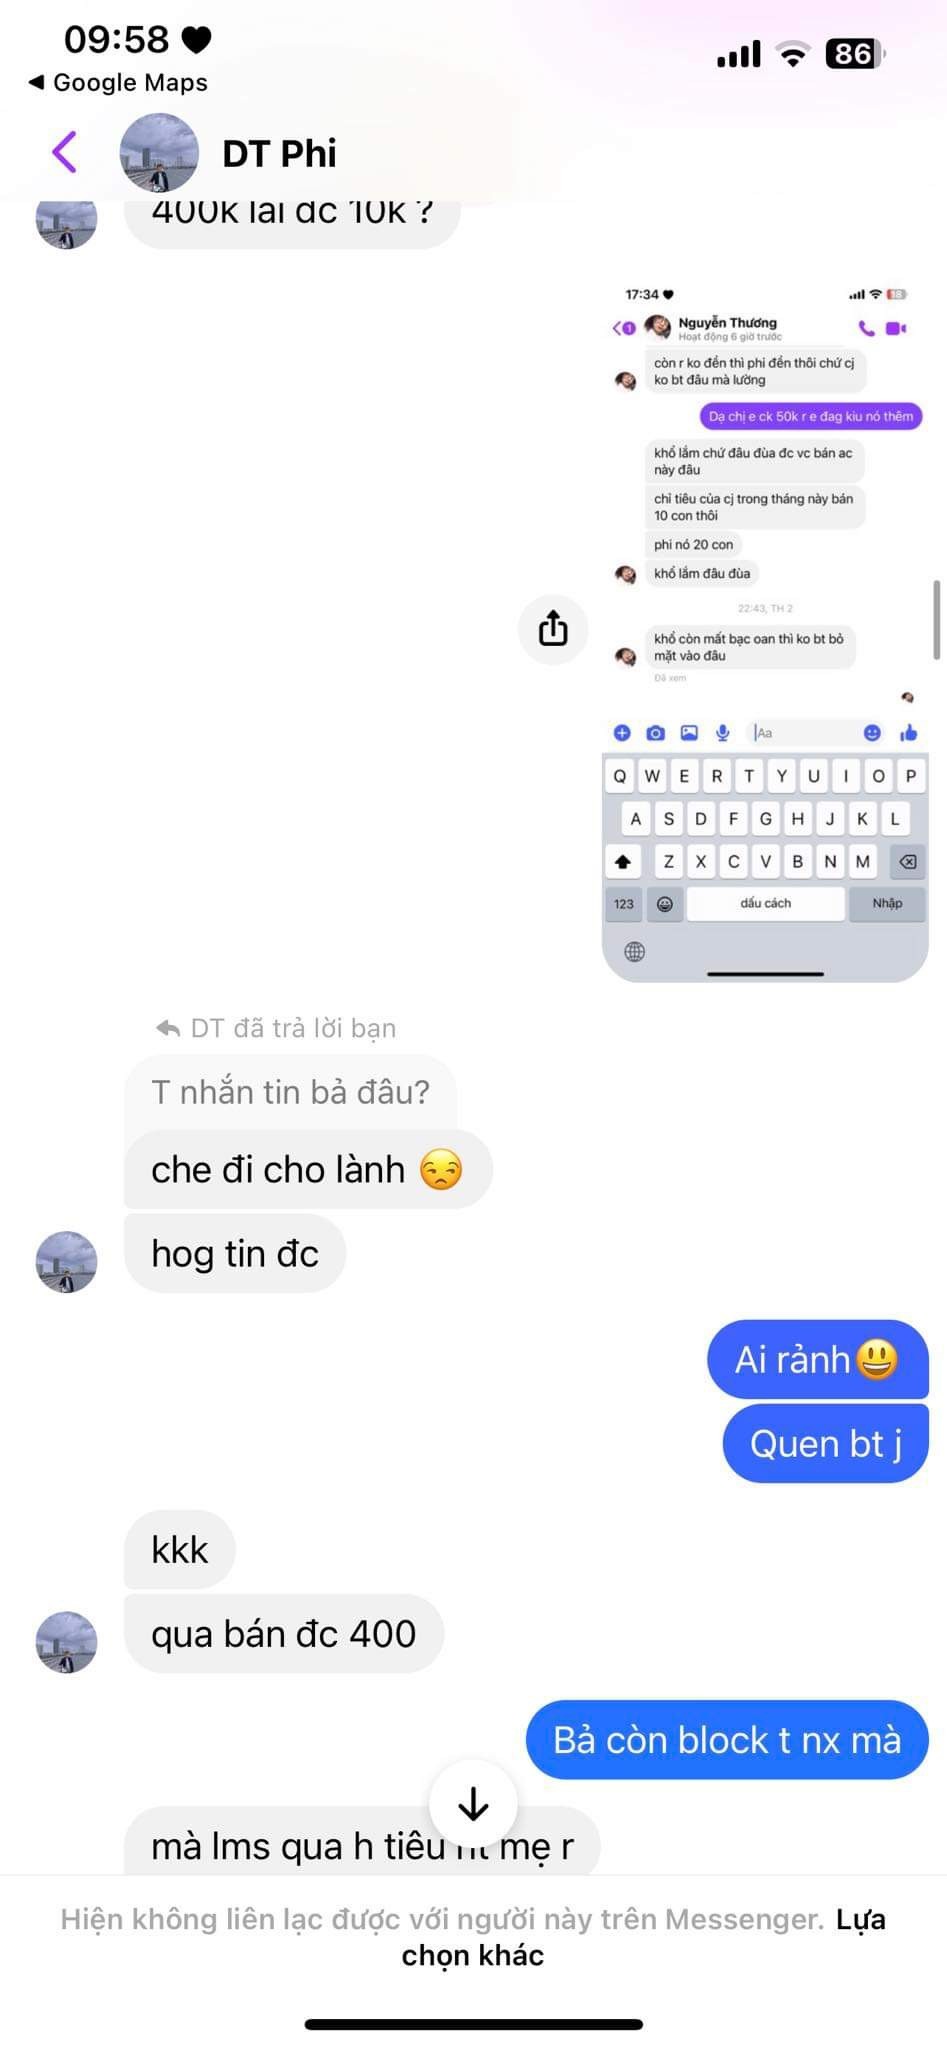 09:58
86
Google Maps
DT Phi
400k lai dc 10k ?
17:34
18
1
Nguyễn Thương
Hoạt động 6 giờ trước
còn r ko đền thì phi đền thôi chứ cj
ko bt đâu mà lường
Dạ chị e ck 50k r e đag kiu nó thêm
khổ lắm chứ đâu đùa đc vc bán ac
này đâu
chỉ tiêu của cj trong tháng này bán
10 con thôi
phi nó 20 con
khổ lắm đâu đùa
22:43, TH 2
khổ còn mất bạc oan thì ko bt bỏ
mặt vào đâu
Đã xem
Aa
Q W E R T Y U I O P
A S D F G H J K L
Z X C V B N M
123
dấu cách
Nhập
DT đã trả lời bạn
T nhắn tin bả đâu?
che đi cho lành
hog tin đc
Ai rảnh
Quen bt j
kkk
qua bán đc 400
Bả còn block t nx mà
mà lms qua h tiêu mẹ r
Hiện không liên lạc được với người này trên Messenger. Lựa
chọn khác